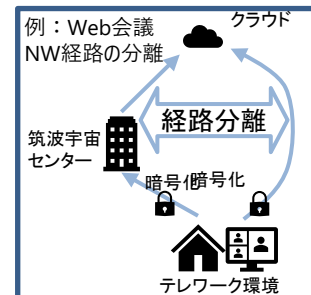 例：Web会議
NW経路の分離
クラウド
経路分離
筑波宇宙
センター
暗号化
暗号化
テレワーク環境